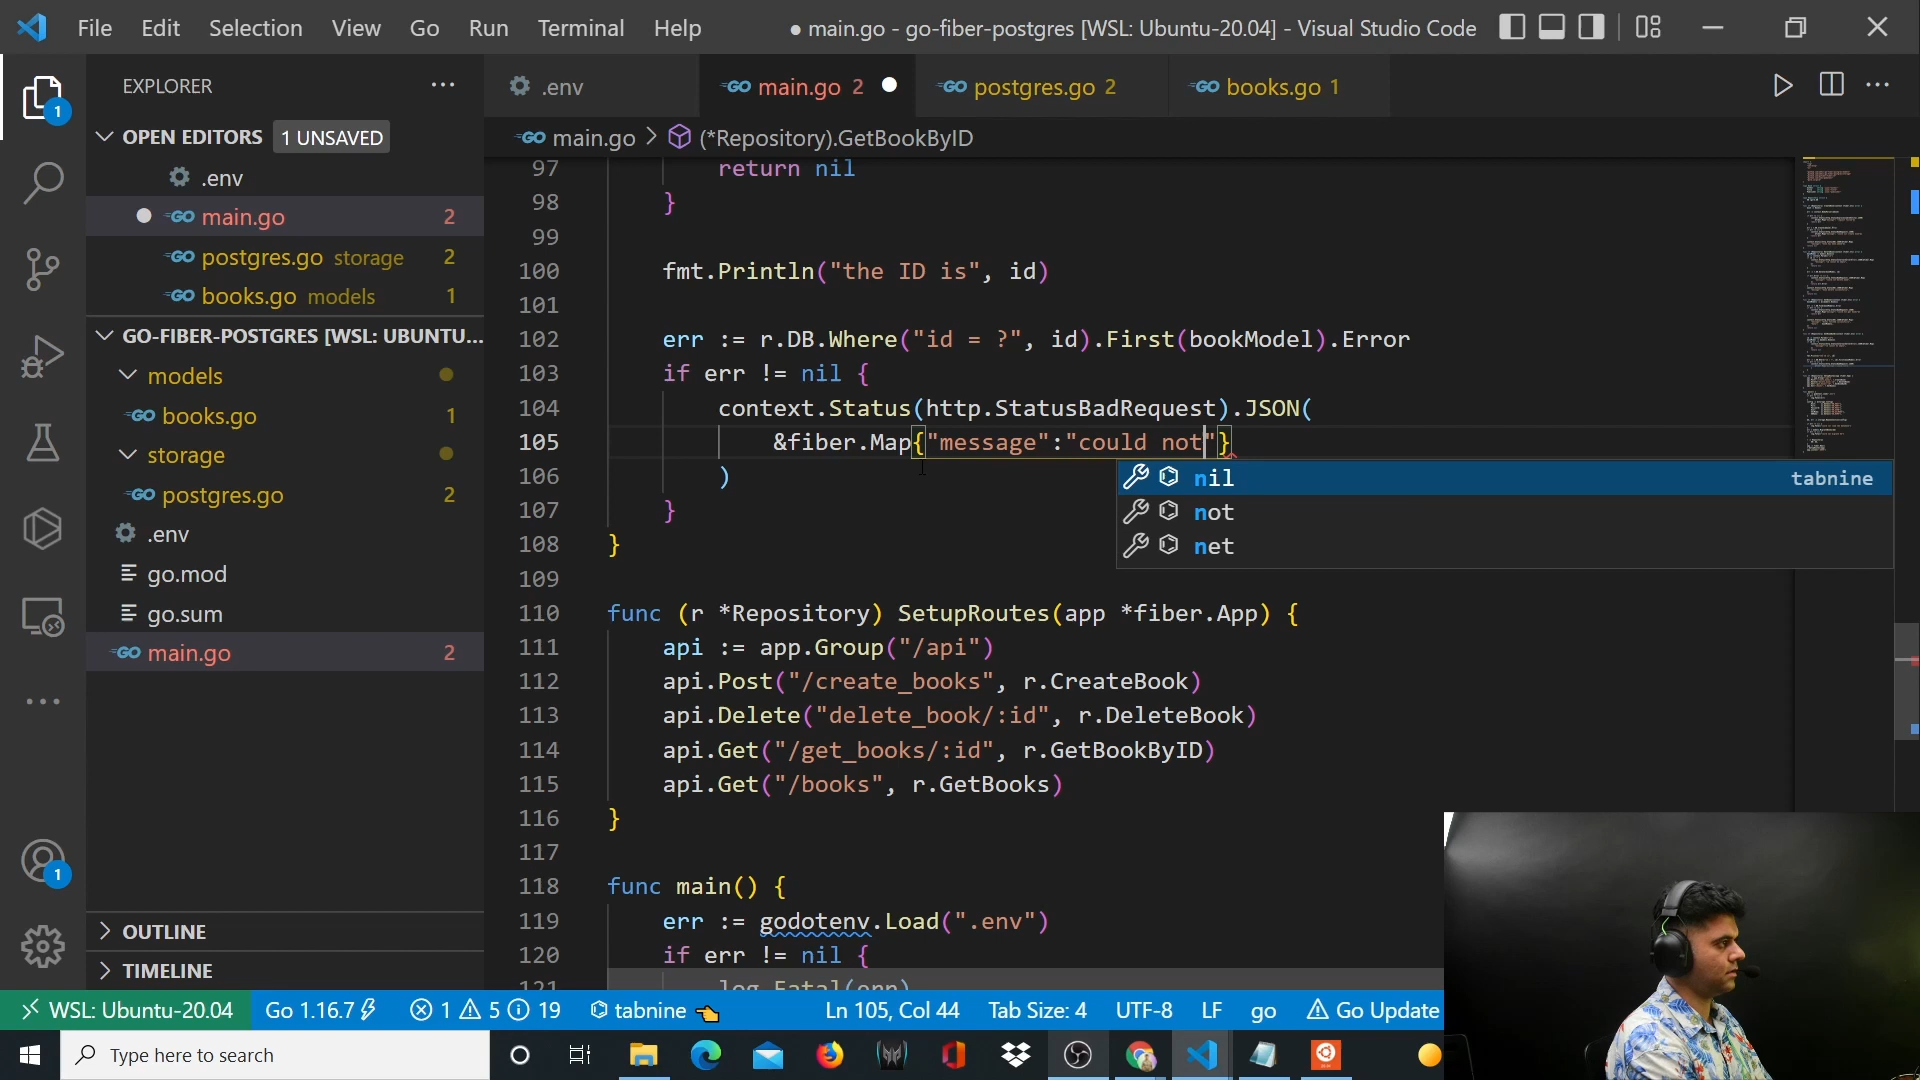 File Edit Selection View Go Run Terminal Help
● main.go - go-fiber-postgres [WSL: Ubuntu-20.04] - Visual Studio Code
EXPLORER
OPEN EDITORS 1 UNSAVED
.env
main.go 2
postgres.go storage 2
books.go models 1
GO-FIBER-POSTGRES [WSL: UBUNTU...
models
books.go 1
storage
postgres.go 2
.env
go.mod
go.sum
main.go 2
OUTLINE
TIMELINE
1
1
.env
main.go 2
postgres.go 2
books.go 1
main.go > (*Repository).GetBookByID
97 return nil
98 }
99
100 fmt.Println("the ID is", id)
101
102 err := r.DB.Where("id = ?", id).First(bookModel).Error
103 if err != nil {
104 context.Status(http.StatusBadRequest).JSON(
105 &fiber.Map{"message":"could not"}
106 )
107 }
108 }
109
110 func (r *Repository) SetupRoutes(app *fiber.App) {
111 api := app.Group("/api")
112 api.Post("/create_books", r.CreateBook)
113 api.Delete("delete_book/:id", r.DeleteBook)
114 api.Get("/get_books/:id", r.GetBookByID)
115 api.Get("/books", r.GetBooks)
116 }
117
118 func main() {
119 err := godotenv.Load(".env")
120 if err != nil {
121 log.Fatal(err)
nil tabnine
not
net
WSL: Ubuntu-20.04 Go 1.16.7 1 5 19 tabnine Ln 105, Col 44 Tab Size: 4 UTF-8 LF go Go Update
Type here to search